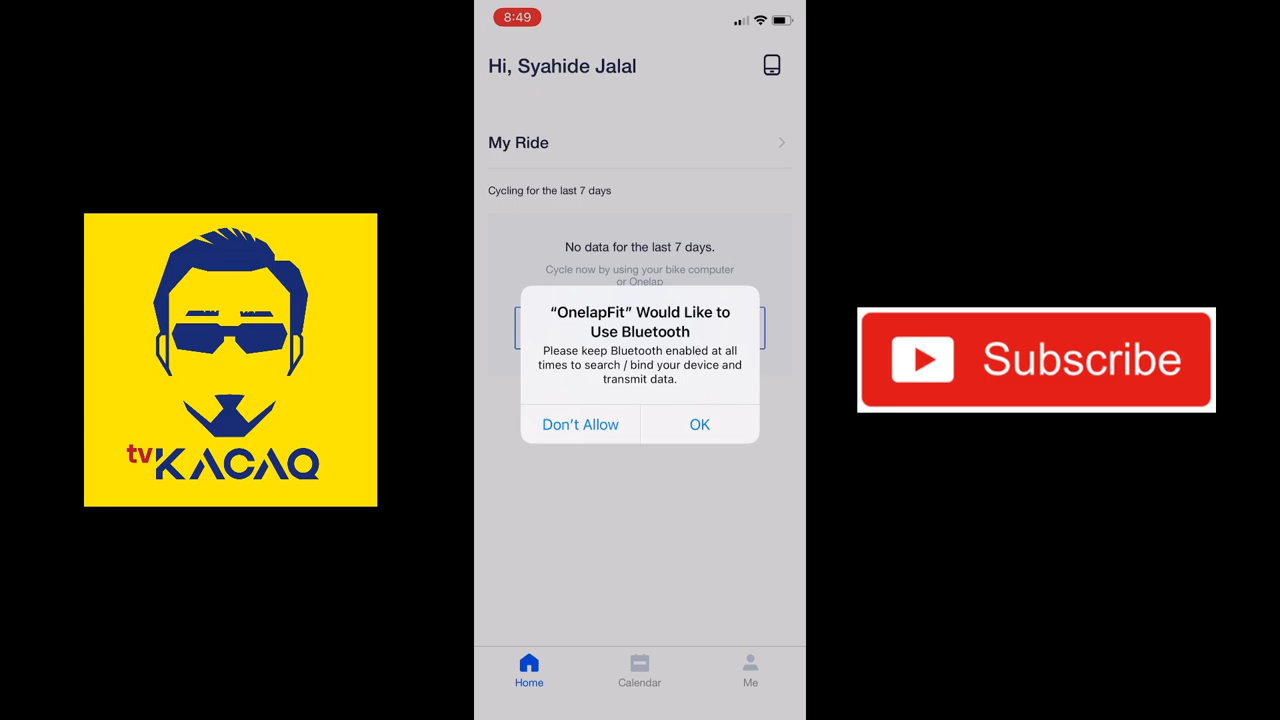 8:49
Hi, Syahide Jalal
My Ride
Cycling for the last 7 days
No data for the last 7 days.
Cycle now by using your bike computer
or Onelap
“OnelapFit” Would Like to
Use Bluetooth
Please keep Bluetooth enabled at all
times to search / bind your device and
transmit data.
Don’t Allow
OK
Home
Calendar
Me
tvKACAQ
Subscribe